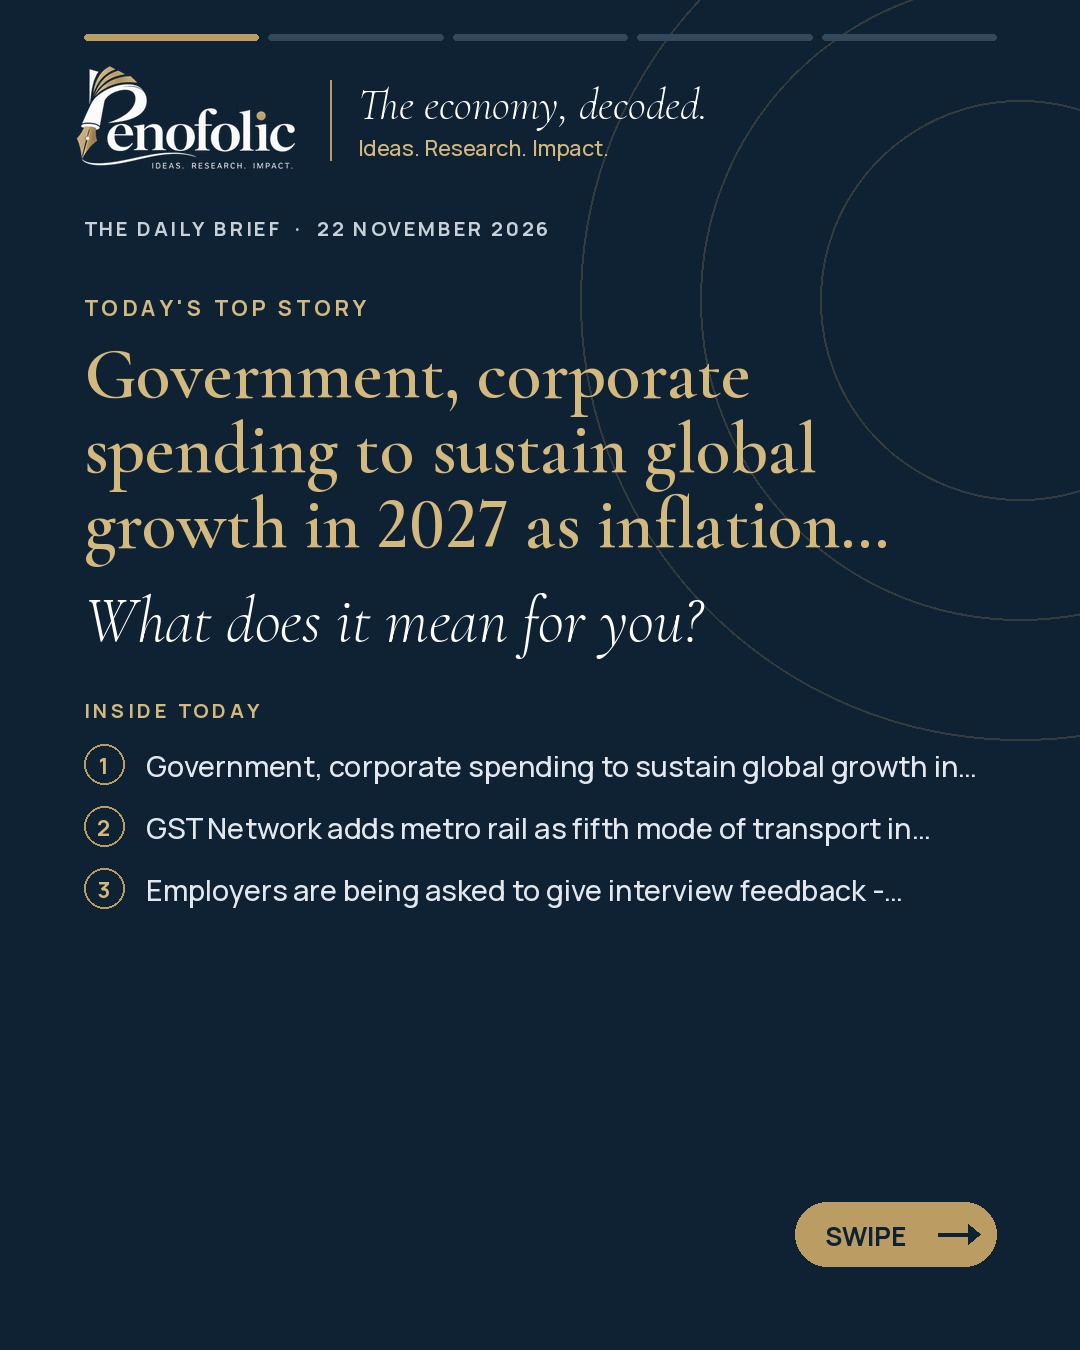 Penofolic
IDEAS. RESEARCH. IMPACT.
The economy, decoded.
Ideas. Research. Impact.
THE DAILY BRIEF · 22 NOVEMBER 2026
TODAY'S TOP STORY
Government, corporate
spending to sustain global
growth in 2027 as inflation...
What does it mean for you?
INSIDE TODAY
1 Government, corporate spending to sustain global growth in...
2 GST Network adds metro rail as fifth mode of transport in...
3 Employers are being asked to give interview feedback -...
SWIPE